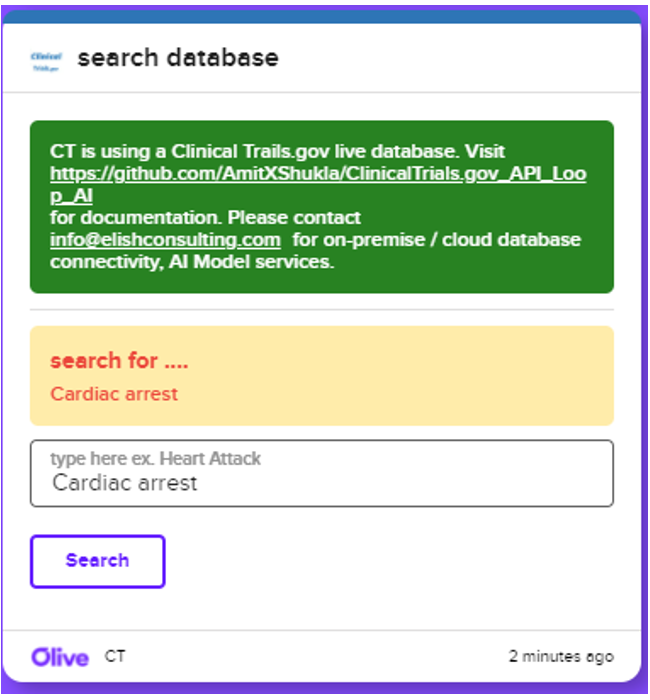 Clinical
Trials.gov
search database
CT is using a Clinical Trails.gov live database. Visit
https://github.com/AmitXShukla/ClinicalTrials.gov_API_Loo
p_AI
for documentation. Please contact
info@elishconsulting.com for on-premise / cloud database
connectivity, AI Model services.
search for ....
Cardiac arrest
type here ex. Heart Attack
Cardiac arrest
Search
Olive CT 2 minutes ago